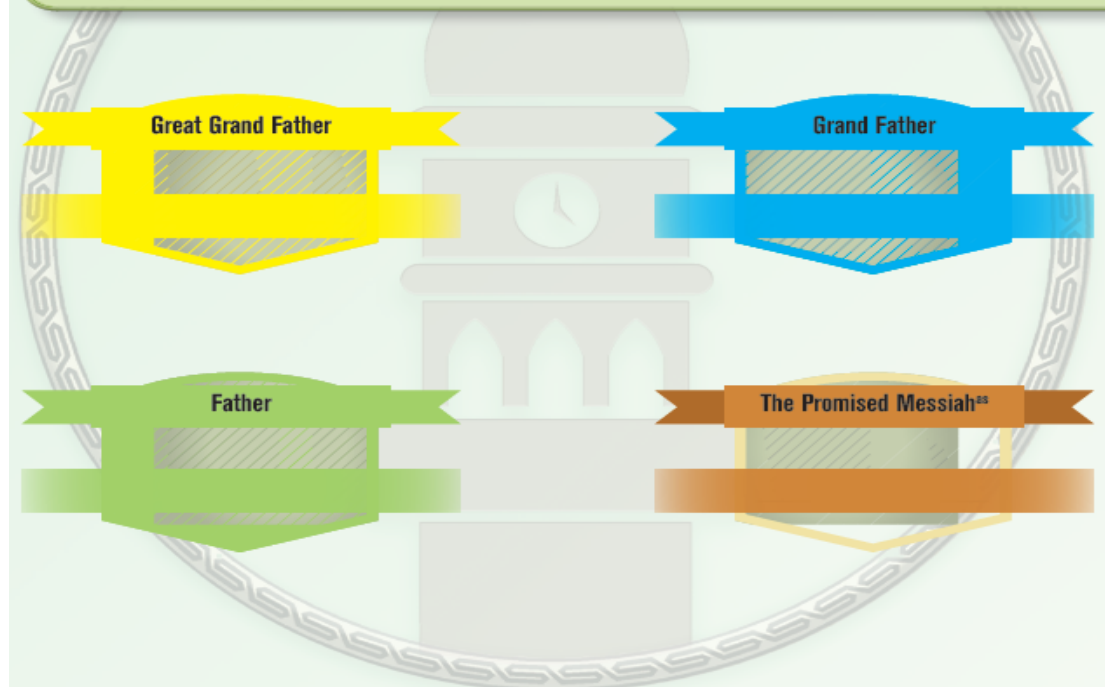 Great Grand Father
Grand Father
Father
The Promised Messiahᵃˢ